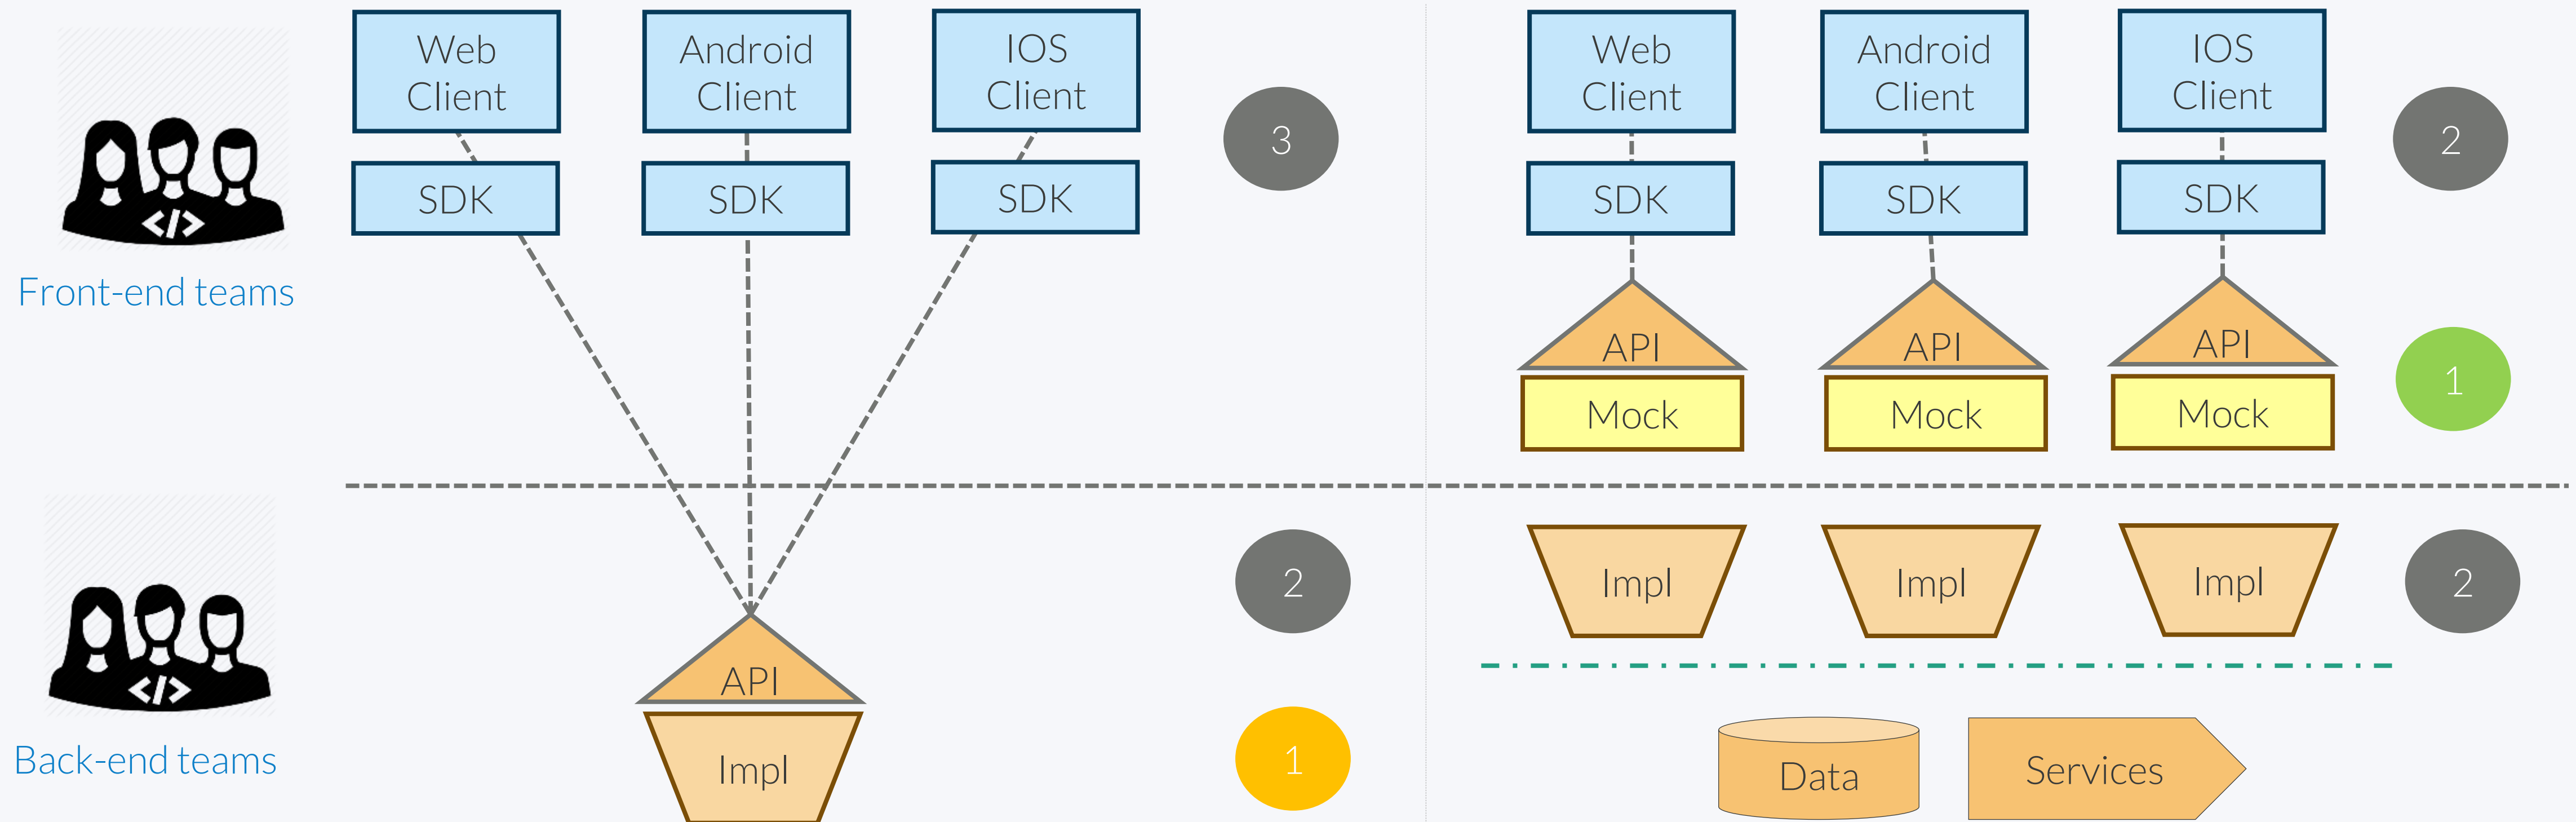 Web
Client
Android
Client
IOS
Client
SDK
SDK
SDK
3
</>
Front-end teams
2
API
Impl
1
</>
Back-end teams
Web
Client
Android
Client
IOS
Client
2
SDK
SDK
SDK
API
API
API
1
Mock
Mock
Mock
Impl
Impl
Impl
2
Data
Services